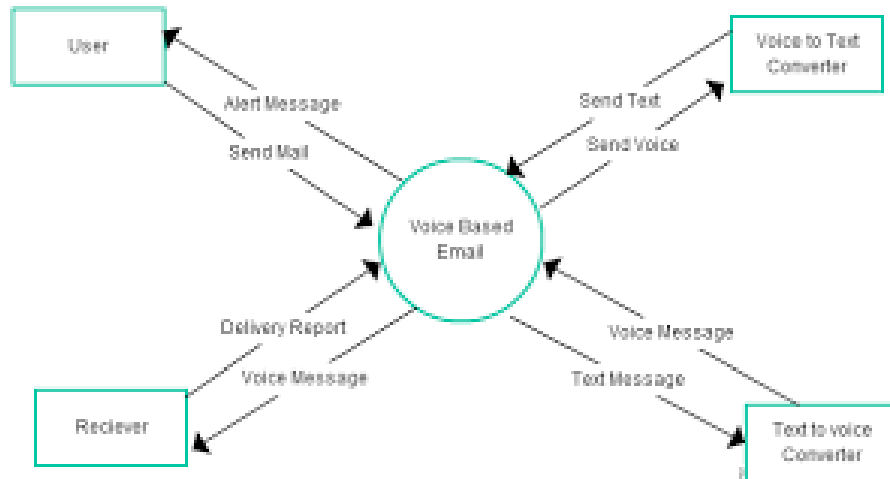 User
Voice to Text
Converter
Alert Message
Send Text
Send Mail
Send Voice
Voice Based
Email
Delivery Report
Voice Message
Voice Message
Text Message
Reciever
Text to voice
Converter